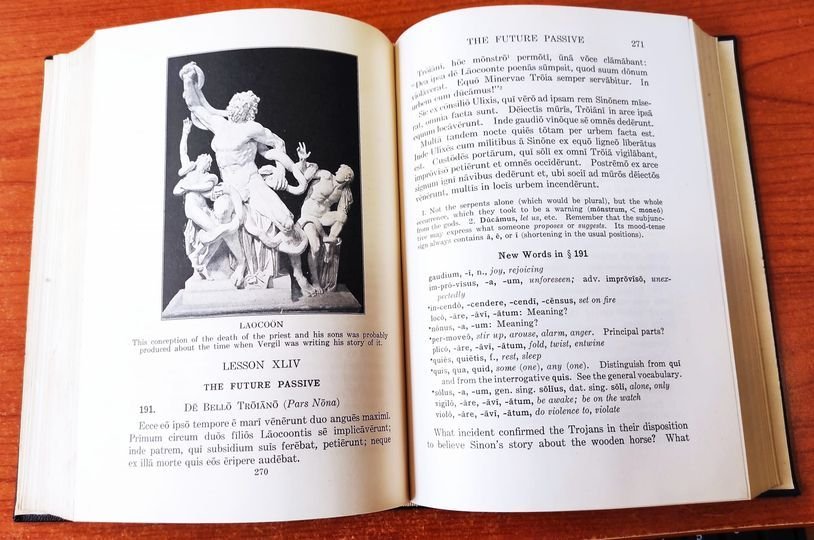 LAOCOÖN
This conception of the death of the priest and his sons was probably
produced about the time when Vergil was writing his story of it.
LESSON XLIV
THE FUTURE PASSIVE
191. DĒ BELLŌ TRŌIĀNŌ (Pars Nōna)
Ecce eō ipsō tempore ē marī vēnērunt duo anguēs maximī.
Prīmum circum duōs fīliōs Lāocoontis sē implicāvērunt;
inde patrem, quī subsidium suīs ferēbat, petiērunt; neque
ex illā morte quis eōs ēripere audēbat.
270
THE FUTURE PASSIVE 271
Trōiānī, hōc mōnstrō¹ permōtī, ūnā vōce clāmābant:
"Dea ipsa dē Lāocoonte poenās sūmpsit, quod suum dōnum
violāverat. Equō Minervae Trōia semper servābitur. In
urbem eum dūcāmus!"²
Sīc ex cōnsiliō Ulixis, quī vērō ad ipsam rem Sinōnem mīse-
rat, omnia facta sunt. Dēiectīs mūrīs, Trōiānī in arce ipsā
equum locāvērunt. Inde gaudiō vīnōque sē omnēs dedērunt.
Multā tandem nocte quiēs tōtam per urbem facta est.
Inde Ulixēs cum mīlitibus ā Sinōne ex equō ligneō līberātus
est. Custōdēs portārum, quī sōlī ex omnī Trōiā vigilābant,
imprōvīsō petiērunt et omnēs occīdērunt. Postrēmō ex arce
signum ignī nāvibus dedērunt et, ubi sociī ad mūrōs dēiectōs
vēnērunt, multīs in locīs urbem incendērunt.
1. Not the serpents alone (which would be plural), but the whole
occurrence, which they took to be a warning (mōnstrum, < moneō)
from the gods. 2. Dūcāmus, let us, etc. Remember that the subjunc-
tive may express what someone proposes or suggests. Its mood-tense
sign always contains ā, ē, or ī (shortening in the usual positions).
New Words in § 191
gaudium, -ī, n., joy, rejoicing
im-prō-vīsus, -a, -um, unforeseen; adv. imprōvīsō, unex-
pectedly
*in-cendō, -cendere, -cendī, -cēnsus, set on fire
locō, -āre, -āvī, -ātum: Meaning?
*nōnus, -a, -um: Meaning?
*per-moveō, stir up, arouse, alarm, anger. Principal parts?
plicō, -āre, -āvī, -ātum, fold, twist, entwine
*quiēs, quiētis, f., rest, sleep
*quis, qua, quid, some (one), any (one). Distinguish from quī
and from the interrogative quis. See the general vocabulary.
*sōlus, -a, -um, gen. sing. sōlīus, dat. sing. sōlī, alone, only
vigilō, -āre, -āvī, -ātum, be awake; be on the watch
violō, -āre, -āvī, -ātum, do violence to, violate
What incident confirmed the Trojans in their disposition
to believe Sinon's story about the wooden horse? What